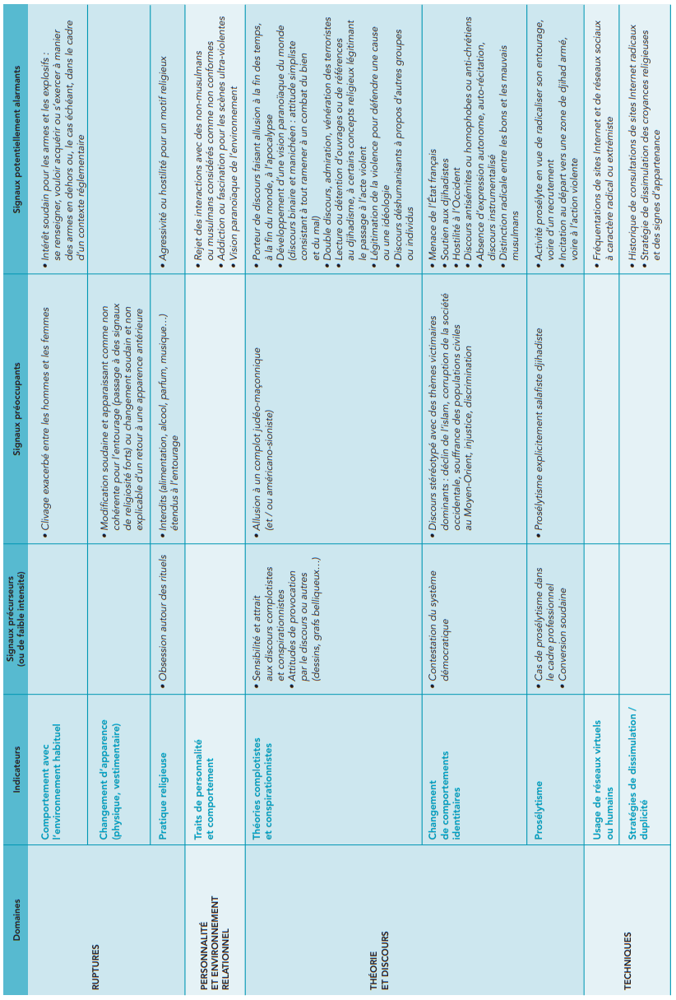 Domaines
Indicateurs
Signaux précurseurs
(ou de faible intensité)
Signaux préoccupants
Signaux potentiellement alarmants
RUPTURES
Comportement avec
l'environnement habituel
• Clivage exacerbé entre les hommes et les femmes
• Intérêt soudain pour les armes et les explosifs :
se renseigner, vouloir acquérir ou s'exercer à manier
des armes en dehors ou, le cas échéant, dans le cadre
d'un contexte réglementaire
Changement d'apparence
(physique, vestimentaire)
• Modification soudaine et apparaissant comme non
cohérente pour l'entourage (passage à des signaux
de religiosité forts) ou changement soudain et non
explicable d'un retour à une apparence antérieure
Pratique religieuse
• Obsession autour des rituels
• Interdits (alimentation, alcool, parfum, musique…)
étendus à l'entourage
• Agressivité ou hostilité pour un motif religieux
PERSONNALITÉ
ET ENVIRONNEMENT
RELATIONNEL
Traits de personnalité
et comportement
• Rejet des interactions avec des non-musulmans
ou musulmans considérés comme non conformes
• Addiction ou fascination pour les scènes ultra-violentes
• Vision paranoïaque de l'environnement
THÉORIE
ET DISCOURS
Théories complotistes
et conspirationnistes
• Sensibilité et attrait
aux discours complotistes
et conspirationnistes
• Attitudes de provocation
par le discours ou autres
(dessins, grafs belliqueux…)
• Allusion à un complot judéo-maçonnique
(et / ou américano-sioniste)
• Porteur de discours faisant allusion à la fin des temps,
à la fin du monde, à l'apocalypse
• Développement d'une vision paranoïaque du monde
(discours binaire et manichéen : attitude simpliste
consistant à tout ramener à un combat du bien
et du mal)
• Double discours, admiration, vénération des terroristes
• Lecture ou détention d'ouvrages ou de références
au djihadisme, à certains concepts religieux légitimant
le passage à l'acte violent
• Légitimation de la violence pour défendre une cause
ou une idéologie
• Discours déshumanisants à propos d'autres groupes
ou individus
Changement
de comportements
identitaires
• Contestation du système
démocratique
• Discours stéréotypé avec des thèmes victimaires
dominants : déclin de l'islam, corruption de la société
occidentale, souffrance des populations civiles
au Moyen-Orient, injustice, discrimination
• Menace de l'État français
• Soutien aux djihadistes
• Hostilité à l'Occident
• Discours antisémites ou homophobes ou anti-chrétiens
• Absence d'expression autonome, auto-récitation,
discours instrumentalisé
• Distinction radicale entre les bons et les mauvais
musulmans
Prosélytisme
• Cas de prosélytisme dans
le cadre professionnel
• Conversion soudaine
• Prosélytisme explicitement salafiste djihadiste
• Activité prosélyte en vue de radicaliser son entourage,
voire d'un recrutement
• Incitation au départ vers une zone de djihad armé,
voire à l'action violente
TECHNIQUES
Usage de réseaux virtuels
ou humains
• Fréquentations de sites Internet et de réseaux sociaux
à caractère radical ou extrémiste
Stratégies de dissimulation /
duplicité
• Historique de consultations de sites Internet radicaux
• Stratégie de dissimulation des croyances religieuses
et des signes d'appartenance